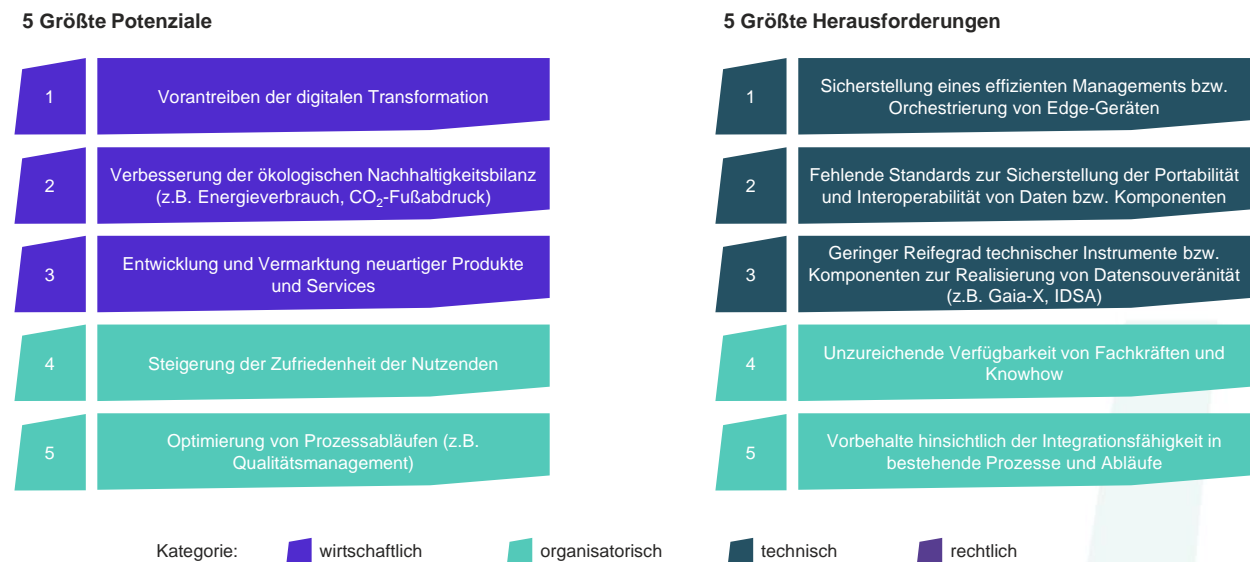 5 Größte Potenziale
1
Vorantreiben der digitalen Transformation
2
Verbesserung der ökologischen Nachhaltigkeitsbilanz
(z.B. Energieverbrauch, CO₂-Fußabdruck)
3
Entwicklung und Vermarktung neuartiger Produkte
und Services
4
Steigerung der Zufriedenheit der Nutzenden
5
Optimierung von Prozessabläufen (z.B.
Qualitätsmanagement)
5 Größte Herausforderungen
1
Sicherstellung eines effizienten Managements bzw.
Orchestrierung von Edge-Geräten
2
Fehlende Standards zur Sicherstellung der Portabilität
und Interoperabilität von Daten bzw. Komponenten
3
Geringer Reifegrad technischer Instrumente bzw.
Komponenten zur Realisierung von Datensouveränität
(z.B. Gaia-X, IDSA)
4
Unzureichende Verfügbarkeit von Fachkräften und
Knowhow
5
Vorbehalte hinsichtlich der Integrationsfähigkeit in
bestehende Prozesse und Abläufe
Kategorie: wirtschaftlich organisatorisch technisch rechtlich